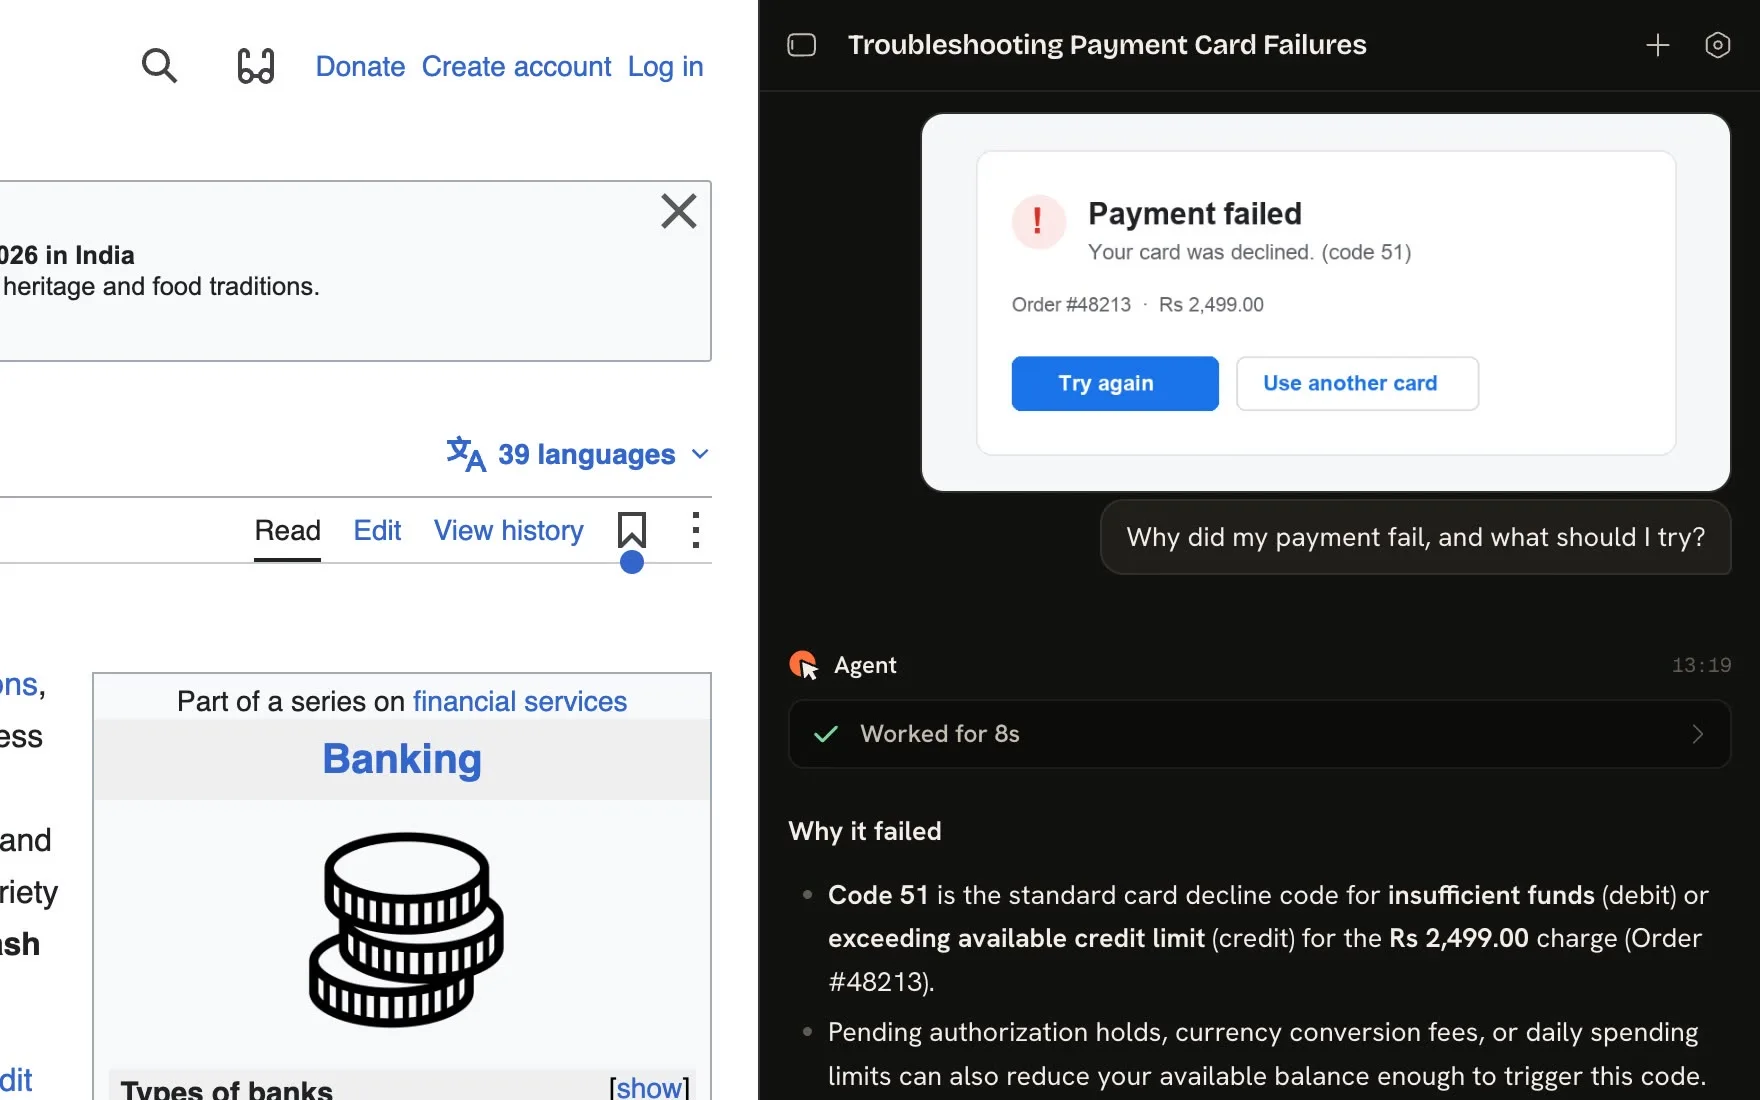 Donate Create account Log in
026 in India
heritage and food traditions.
39 languages
Read Edit View history
ons,
ess
and
riety
ash
dit
Part of a series on financial services
Banking
Types of banks [show]
Troubleshooting Payment Card Failures
Payment failed
Your card was declined. (code 51)
Order #48213 · Rs 2,499.00
Try again Use another card
Why did my payment fail, and what should I try?
Agent 13:19
Worked for 8s
Why it failed
• Code 51 is the standard card decline code for insufficient funds (debit) or
exceeding available credit limit (credit) for the Rs 2,499.00 charge (Order
#48213).
• Pending authorization holds, currency conversion fees, or daily spending
limits can also reduce your available balance enough to trigger this code.